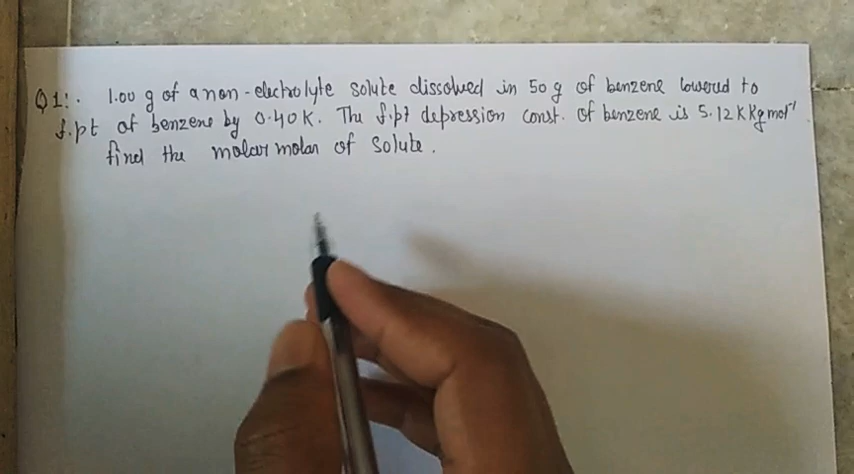 Q1:. 1.00 g of a non-electrolyte solute dissolved in 50 g of benzene lowered to
f.pt of benzene by 0.40 K. The f.pt depression const. of benzene is 5.12 K Kg mol⁻¹
find the molar molar of solute.